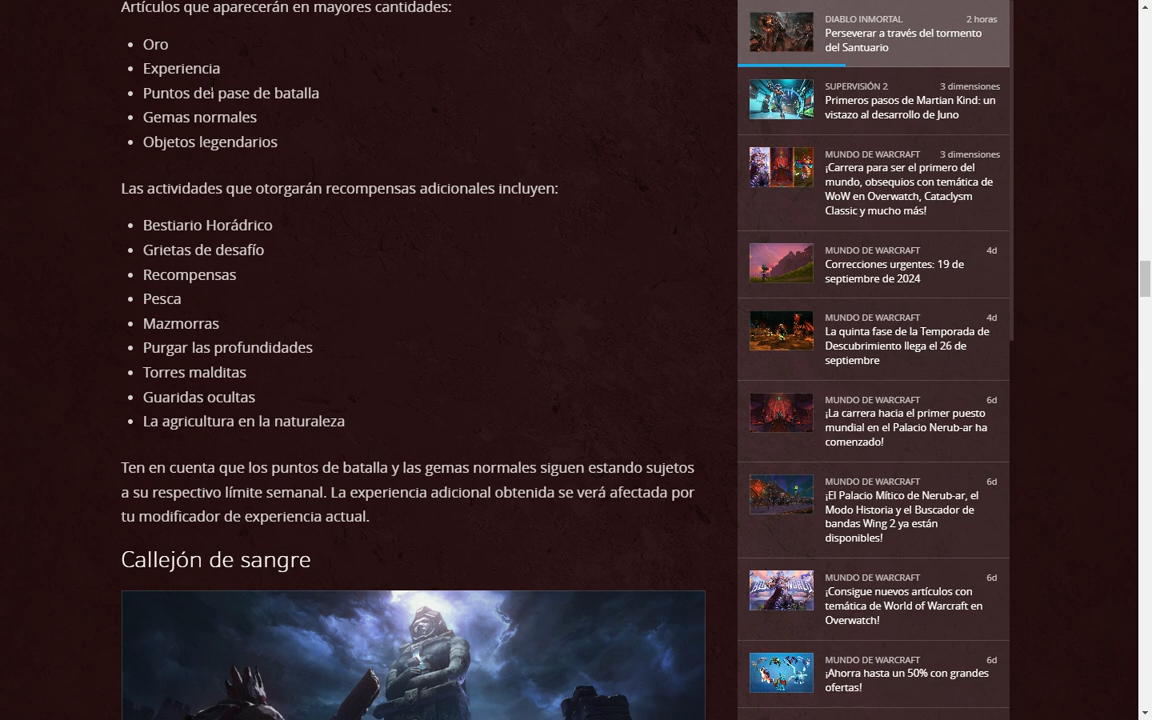 Artículos que aparecerán en mayores cantidades:
Oro
Experiencia
Puntos del pase de batalla
Gemas normales
Objetos legendarios
Las actividades que otorgarán recompensas adicionales incluyen:
Bestiario Horádrico
Grietas de desafío
Recompensas
Pesca
Mazmorras
Purgar las profundidades
Torres malditas
Guaridas ocultas
La agricultura en la naturaleza
Ten en cuenta que los puntos de batalla y las gemas normales siguen estando sujetos
a su respectivo límite semanal. La experiencia adicional obtenida se verá afectada por
tu modificador de experiencia actual.
Callejón de sangre
DIABLO INMORTAL 2 horas
Perseverar a través del tormento
del Santuario
SUPERVISIÓN 2 3 dimensiones
Primeros pasos de Martian Kind: un
vistazo al desarrollo de Juno
MUNDO DE WARCRAFT 3 dimensiones
¡Carrera para ser el primero del
mundo, obsequios con temática de
WoW en Overwatch, Cataclysm
Classic y mucho más!
MUNDO DE WARCRAFT 4d
Correcciones urgentes: 19 de
septiembre de 2024
MUNDO DE WARCRAFT 4d
La quinta fase de la Temporada de
Descubrimiento llega el 26 de
septiembre
MUNDO DE WARCRAFT 6d
¡La carrera hacia el primer puesto
mundial en el Palacio Nerub-ar ha
comenzado!
MUNDO DE WARCRAFT 6d
¡El Palacio Mítico de Nerub-ar, el
Modo Historia y el Buscador de
bandas Wing 2 ya están
disponibles!
MUNDO DE WARCRAFT 6d
¡Consigue nuevos artículos con
temática de World of Warcraft en
Overwatch!
MUNDO DE WARCRAFT 6d
¡Ahorra hasta un 50% con grandes
ofertas!